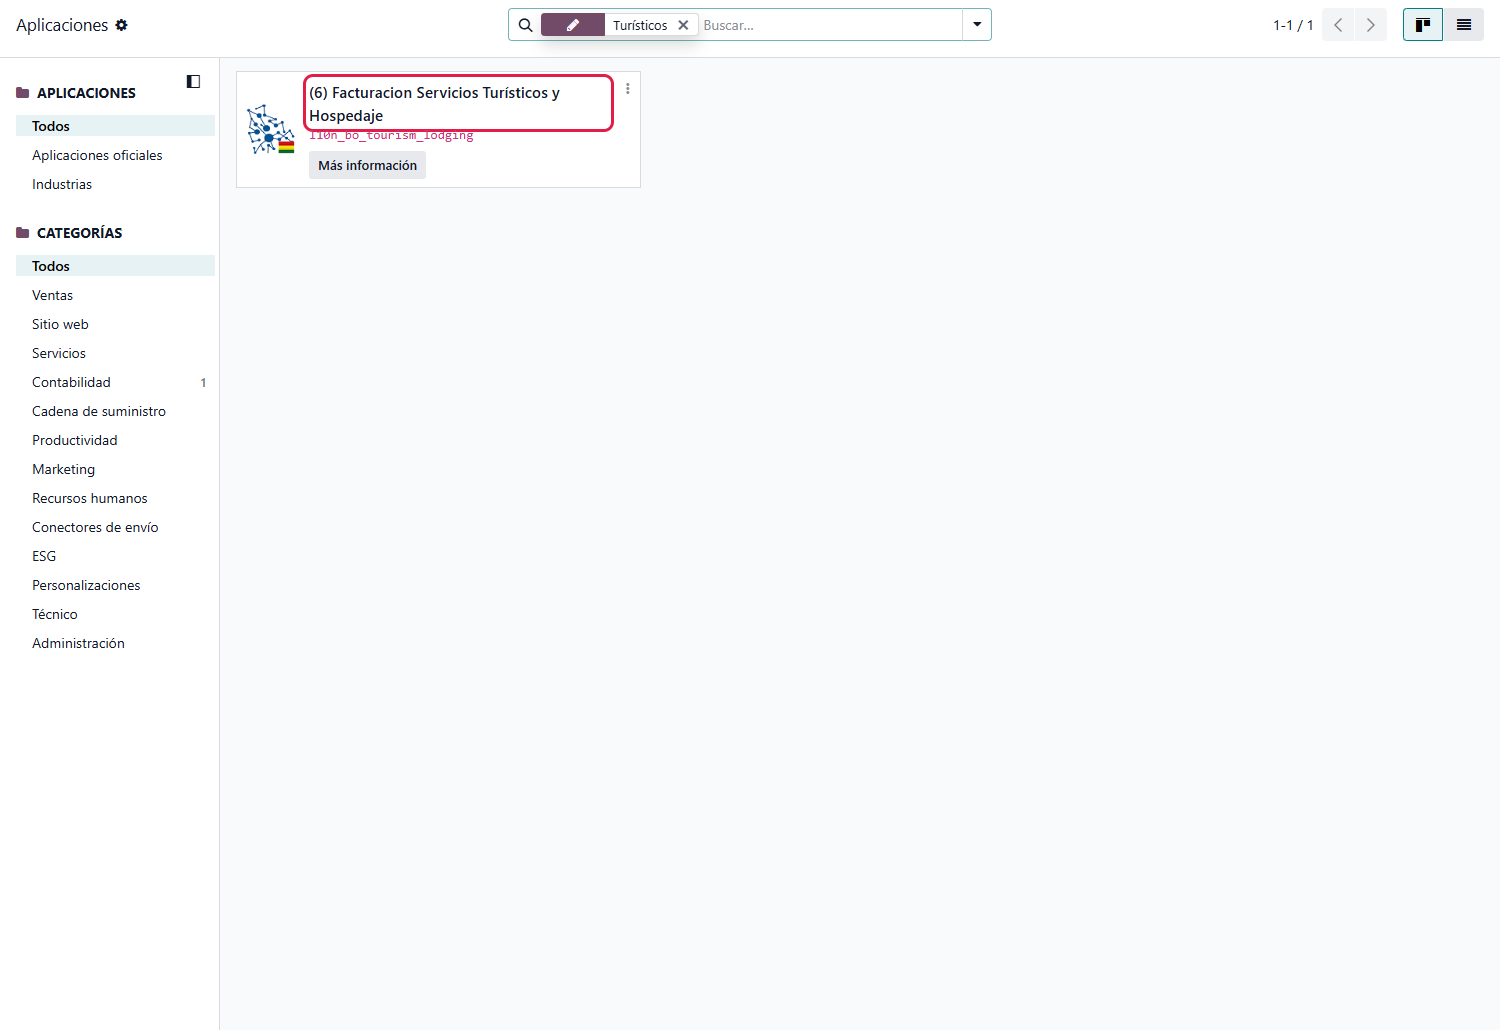 Aplicaciones
Turísticos
Buscar...
1-1 / 1
APLICACIONES
Todos
Aplicaciones oficiales
Industrias
CATEGORÍAS
Todos
Ventas
Sitio web
Servicios
Contabilidad 1
Cadena de suministro
Productividad
Marketing
Recursos humanos
Conectores de envío
ESG
Personalizaciones
Técnico
Administración
(6) Facturacion Servicios Turísticos y
Hospedaje
l10n_bo_tourism_lodging
Más información